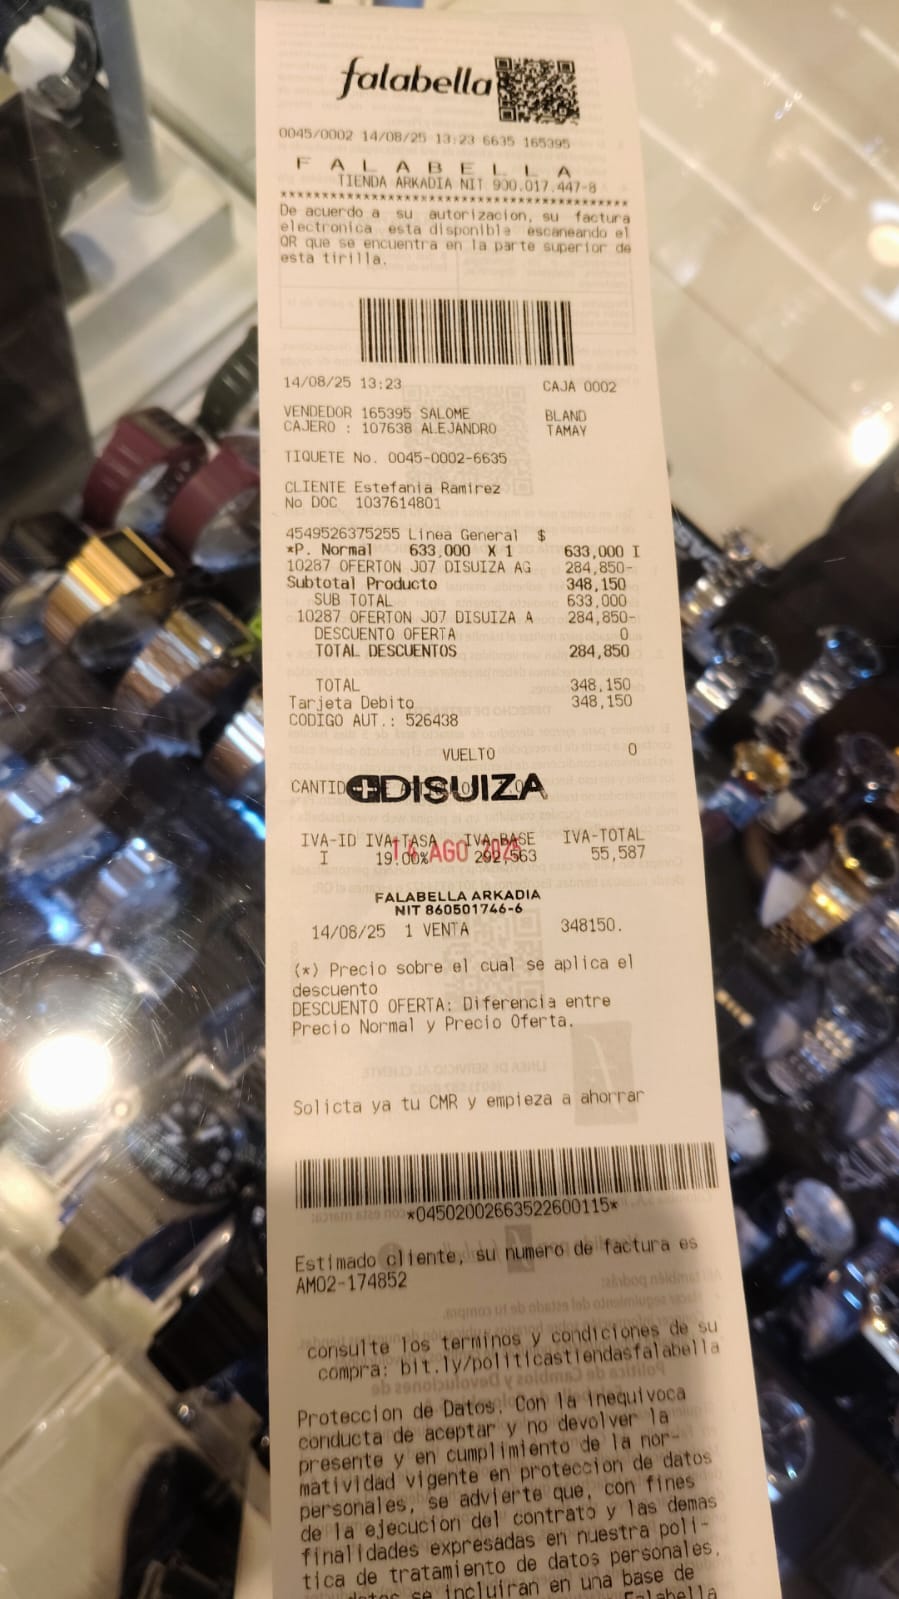 falabella
0045/0002 14/08/25 13:23 6635 165395
F A L A B E L L A
TIENDA ARKADIA NIT 900.017.447-8
****************************************
De acuerdo a su autorizacion, su factura
electronica esta disponible escaneando el
QR que se encuentra en la parte superior de
esta tirilla.
14/08/25 13:23 CAJA 0002
VENDEDOR 165395 SALOME BLAND
CAJERO : 107638 ALEJANDRO TAMAY
TIQUETE No. 0045-0002-6635
CLIENTE Estefania Ramirez
No DOC 1037614801
4549526375255 Linea General $
*P. Normal 633,000 X 1 633,000 I
10287 OFERTON J07 DISUIZA AG 284,850-
Subtotal Producto 348,150
SUB TOTAL 633,000
10287 OFERTON J07 DISUIZA A 284,850-
DESCUENTO OFERTA 0
TOTAL DESCUENTOS 284,850
TOTAL 348,150
Tarjeta Debito 348,150
CODIGO AUT.: 526438
VUELTO 0
CANTID
DISUIZA
IVA-ID IVA-TASA IVA-BASE IVA-TOTAL
I 19.00% 292,563 55,587
AGO
FALABELLA ARKADIA
NIT 860501746-6
14/08/25 1 VENTA 348150.
(*) Precio sobre el cual se aplica el
descuento
DESCUENTO OFERTA: Diferencia entre
Precio Normal y Precio Oferta.
Solicta ya tu CMR y empieza a ahorrar
*04502002663522600115*
Estimado cliente, su numero de factura es
AM02-174852
consulte los terminos y condiciones de su
compra: bit.ly/politicastiendasfalabella
Proteccion de Datos. Con la inequivoca
conducta de aceptar y no devolver la
presente y en cumplimiento de la nor-
matividad vigente en proteccion de datos
personales, se advierte que, con fines
de la ejecucion del contrato y las demas
finalidades expresadas en nuestra poli-
tica de tratamiento de datos personales,
datos se incluiran en una base de
Falabella